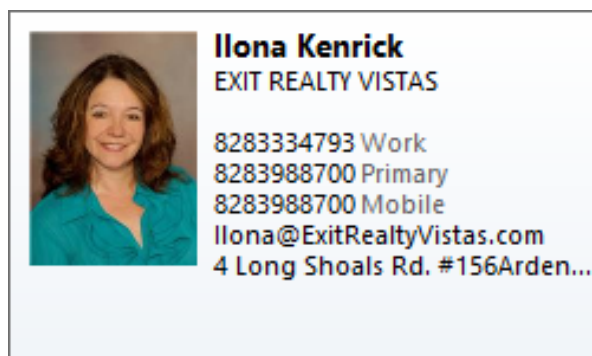 Ilona Kenrick
EXIT REALTY VISTAS
8283334793 Work
8283988700 Primary
8283988700 Mobile
Ilona@ExitRealtyVistas.com
4 Long Shoals Rd. #156Arden...